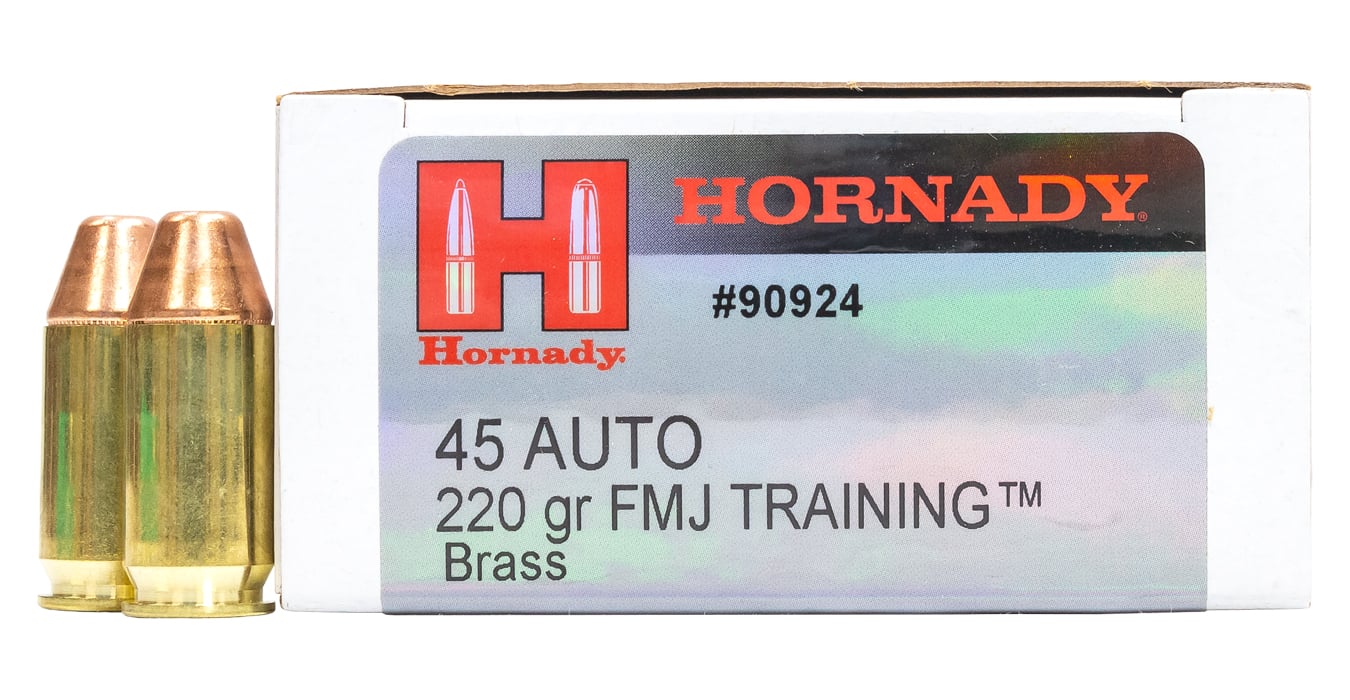 HORNADY®
#90924
Hornady.
45 AUTO
220 gr FMJ TRAINING™
Brass